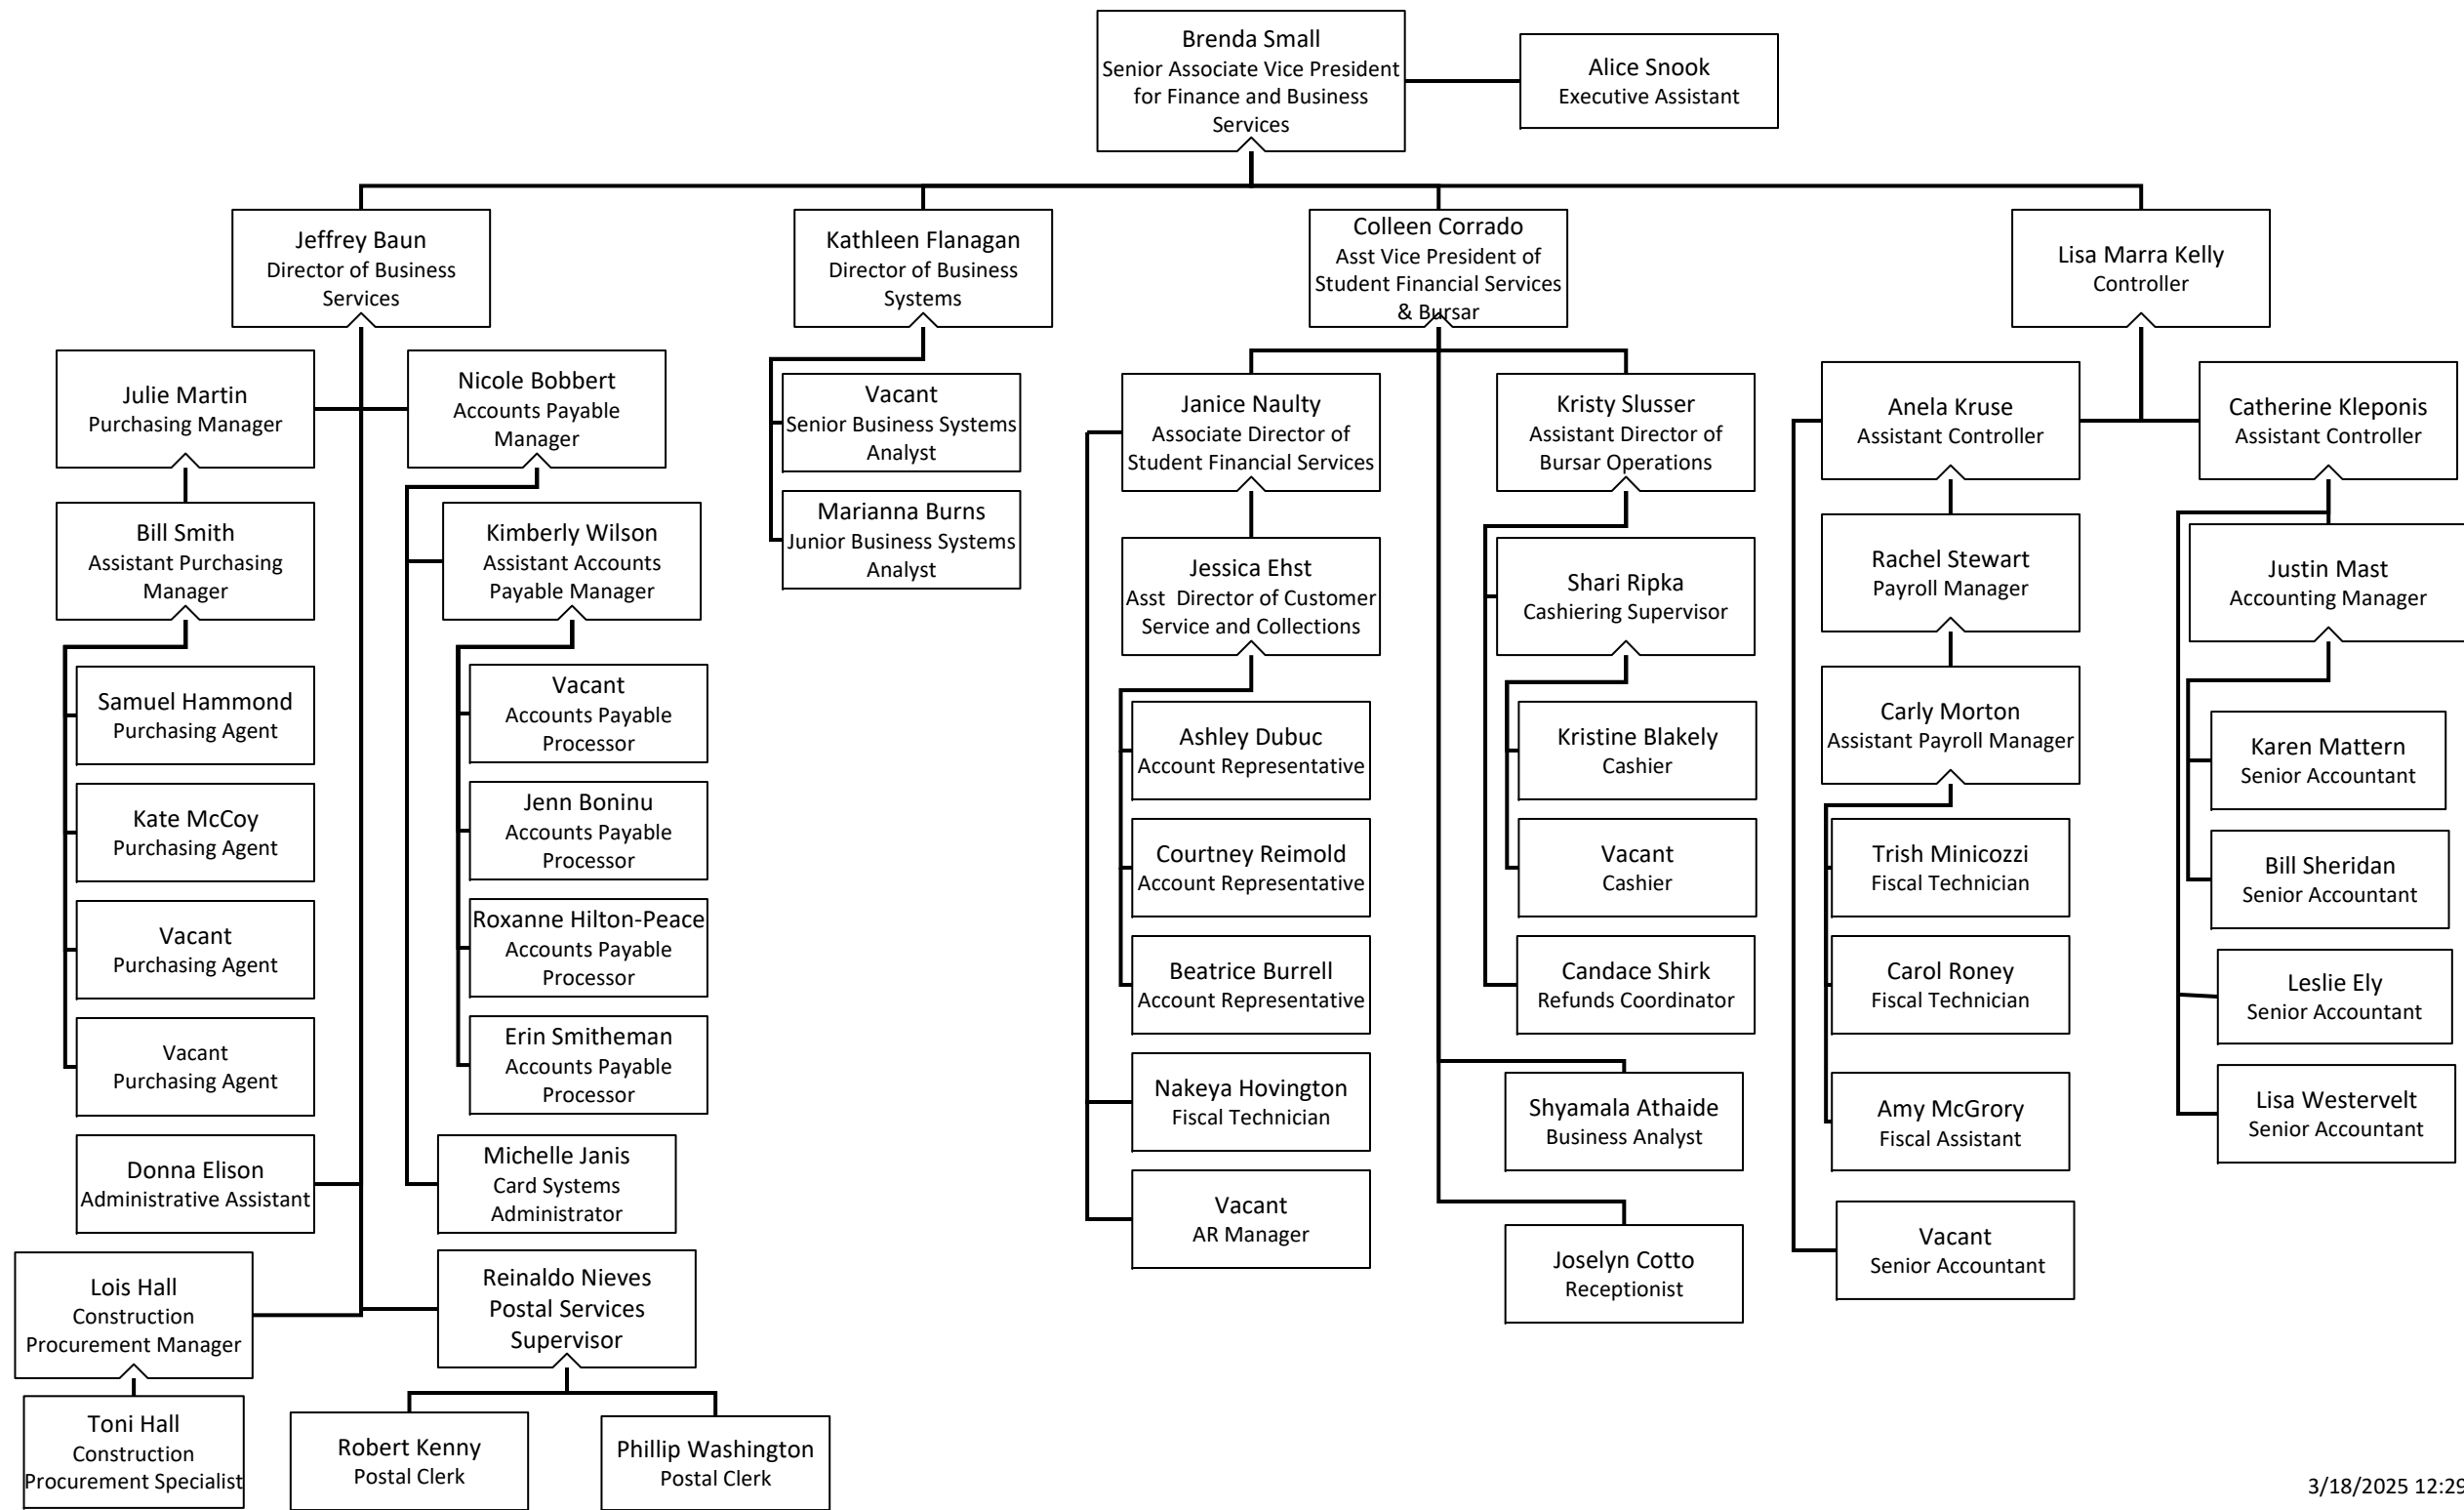 Brenda Small
Senior Associate Vice President
for Finance and Business
Services
Alice Snook
Executive Assistant
Jeffrey Baun
Director of Business
Services
Kathleen Flanagan
Director of Business
Systems
Colleen Corrado
Asst Vice President of
Student Financial Services
& Bursar
Lisa Marra Kelly
Controller
Julie Martin
Purchasing Manager
Nicole Bobbert
Accounts Payable
Manager
Vacant
Senior Business Systems
Analyst
Marianna Burns
Junior Business Systems
Analyst
Janice Naulty
Associate Director of
Student Financial Services
Kristy Slusser
Assistant Director of
Bursar Operations
Anela Kruse
Assistant Controller
Catherine Kleponis
Assistant Controller
Bill Smith
Assistant Purchasing
Manager
Kimberly Wilson
Assistant Accounts
Payable Manager
Jessica Ehst
Asst  Director of Customer
Service and Collections
Shari Ripka
Cashiering Supervisor
Rachel Stewart
Payroll Manager
Justin Mast
Accounting Manager
Samuel Hammond
Purchasing Agent
Kate McCoy
Purchasing Agent
Vacant
Purchasing Agent
Vacant
Purchasing Agent
Donna Elison
Administrative Assistant
Vacant
Accounts Payable
Processor
Jenn Boninu
Accounts Payable
Processor
Roxanne Hilton-Peace
Accounts Payable
Processor
Erin Smitheman
Accounts Payable
Processor
Michelle Janis
Card Systems
Administrator
Ashley Dubuc
Account Representative
Courtney Reimold
Account Representative
Beatrice Burrell
Account Representative
Nakeya Hovington
Fiscal Technician
Vacant
AR Manager
Kristine Blakely
Cashier
Vacant
Cashier
Candace Shirk
Refunds Coordinator
Shyamala Athaide
Business Analyst
Joselyn Cotto
Receptionist
Carly Morton
Assistant Payroll Manager
Trish Minicozzi
Fiscal Technician
Carol Roney
Fiscal Technician
Amy McGrory
Fiscal Assistant
Vacant
Senior Accountant
Karen Mattern
Senior Accountant
Bill Sheridan
Senior Accountant
Leslie Ely
Senior Accountant
Lisa Westervelt
Senior Accountant
Lois Hall
Construction
Procurement Manager
Reinaldo Nieves
Postal Services
Supervisor
Toni Hall
Construction
Procurement Specialist
Robert Kenny
Postal Clerk
Phillip Washington
Postal Clerk
3/18/2025 12:29